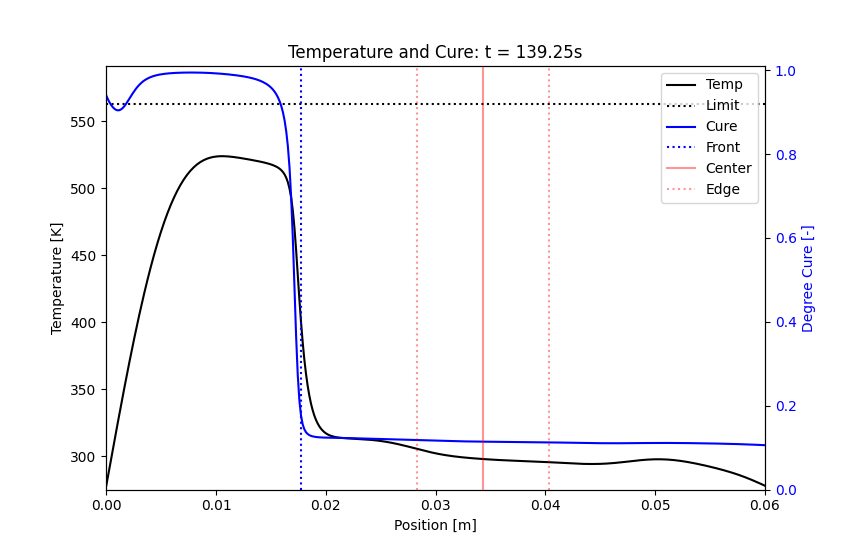 Temperature and Cure: t = 139.25s
Temperature [K]
550
500
450
400
350
300
Temp
Limit
Cure
Front
Center
Edge
1.0
0.8
0.6
0.4
0.2
0.0
Degree Cure [-]
0.00
0.01
0.02
0.03
0.04
0.05
0.06
Position [m]